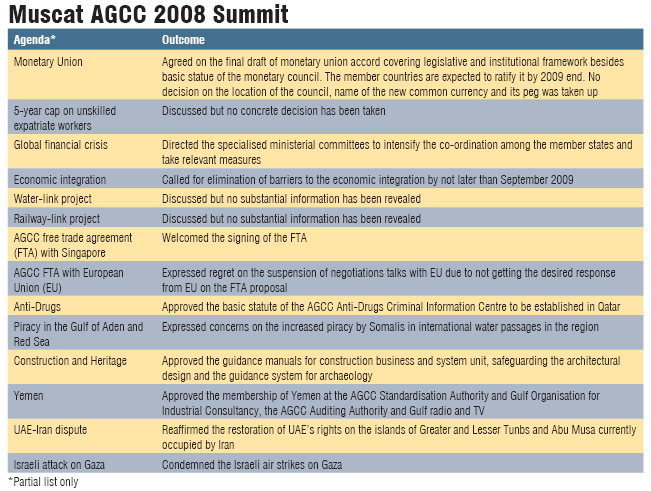 Muscat AGCC 2008 Summit
Agenda* Outcome
Monetary Union Agreed on the final draft of monetary union accord covering legislative and institutional framework besides
basic statue of the monetary council. The member countries are expected to ratify it by 2009 end. No
decision on the location of the council, name of the new common currency and its peg was taken up
5-year cap on unskilled Discussed but no concrete decision has been taken
expatriate workers
Global financial crisis Directed the specialised ministerial committees to intensify the co-ordination among the member states and
take relevant measures
Economic integration Called for elimination of barriers to the economic integration by not later than September 2009
Water-link project Discussed but no substantial information has been revealed
Railway-link project Discussed but no substantial information has been revealed
AGCC free trade agreement Welcomed the signing of the FTA
(FTA) with Singapore
AGCC FTA with European Expressed regret on the suspension of negotiations talks with EU due to not getting the desired response
Union (EU) from EU on the FTA proposal
Anti-Drugs Approved the basic statute of the AGCC Anti-Drugs Criminal Information Centre to be established in Qatar
Piracy in the Gulf of Aden and Expressed concerns on the increased piracy by Somalis in international water passages in the region
Red Sea
Construction and Heritage Approved the guidance manuals for construction business and system unit, safeguarding the architectural
design and the guidance system for archaeology
Yemen Approved the membership of Yemen at the AGCC Standardisation Authority and Gulf Organisation for
Industrial Consultancy, the AGCC Auditing Authority and Gulf radio and TV
UAE-Iran dispute Reaffirmed the restoration of UAE's rights on the islands of Greater and Lesser Tunbs and Abu Musa currently
occupied by Iran
Israeli attack on Gaza Condemned the Israeli air strikes on Gaza
*Partial list only